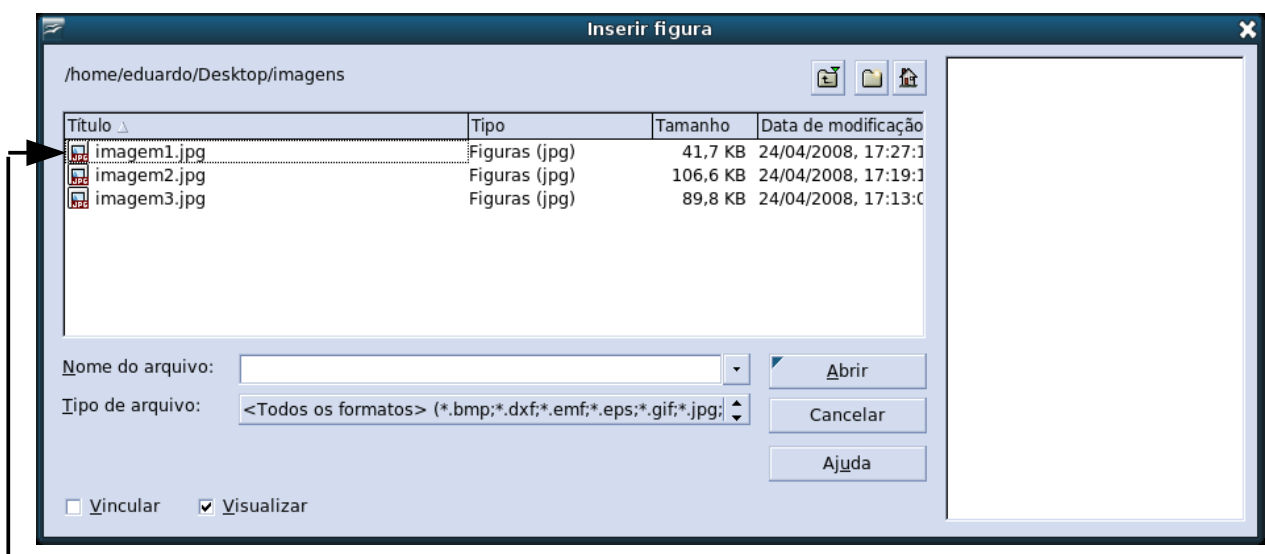 Inserir figura
/home/eduardo/Desktop/imagens
Título Tipo Tamanho Data de modificação
imagem1.jpg Figuras (jpg) 41,7 KB 24/04/2008, 17:27:1
imagem2.jpg Figuras (jpg) 106,6 KB 24/04/2008, 17:19:1
imagem3.jpg Figuras (jpg) 89,8 KB 24/04/2008, 17:13:0
Nome do arquivo: Abrir
Tipo de arquivo: <Todos os formatos> (*.bmp;*.dxf;*.emf;*.eps;*.gif;*.jpg; Cancelar
Ajuda
Vincular Visualizar